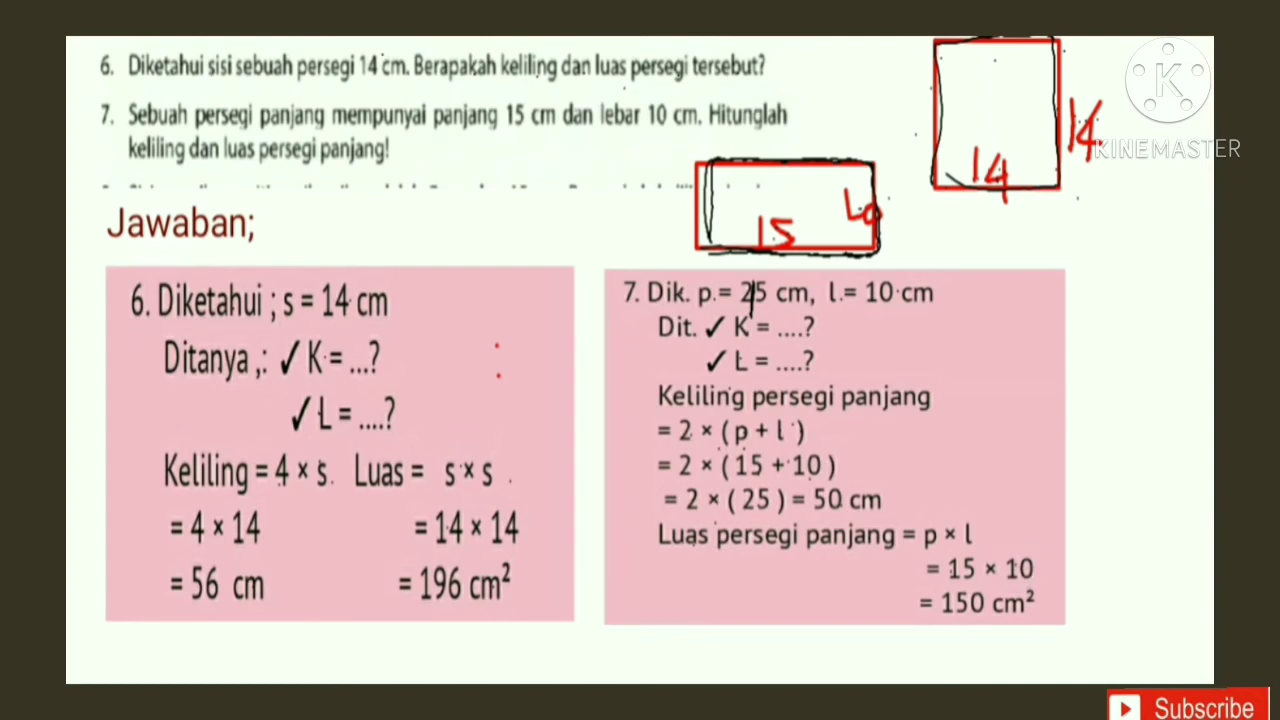 6. Diketahui sisi sebuah persegi 14 cm. Berapakah keliling dan luas persegi tersebut?
7. Sebuah persegi panjang mempunyai panjang 15 cm dan lebar 10 cm. Hitunglah
keliling dan luas persegi panjang!
14
14
KINEMASTER
15
10
Jawaban;
6. Diketahui ; s = 14 cm
Ditanya ,: ✓ K = ...?
✓ L = ....?
Keliling = 4 × s Luas = s × s
= 4 × 14 = 14 × 14
= 56 cm = 196 cm²
7. Dik. p = 25 cm, l = 10 cm
Dit. ✓ K = ....?
✓ L = ....?
Keliling persegi panjang
= 2 × ( p + l )
= 2 × ( 15 + 10 )
= 2 × ( 25 ) = 50 cm
Luas persegi panjang = p × l
= 15 × 10
= 150 cm²
Subscribe